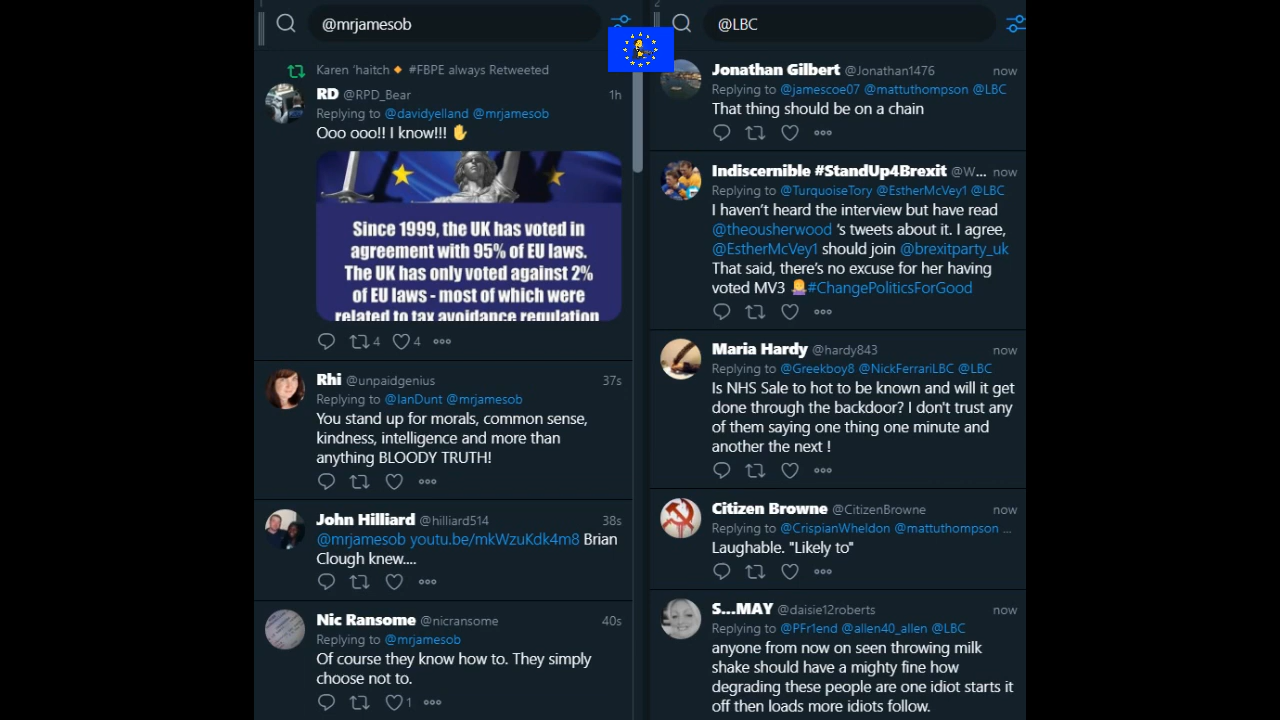 1
@mrjamesob
Karen 'haitch🔸 #FBPE always Retweeted
RD @RPD_Bear 1h
Replying to @davidyelland @mrjamesob
Ooo ooo!! I know!!! ✋
Since 1999, the UK has voted in
agreement with 95% of EU laws.
The UK has only voted against 2%
of EU laws - most of which were
related to tax avoidance regulation
4 4
Rhi @unpaidgenius 37s
Replying to @IanDunt @mrjamesob
You stand up for morals, common sense,
kindness, intelligence and more than
anything BLOODY TRUTH!
John Hilliard @hilliard514 38s
@mrjamesob youtu.be/mkWzuKdk4m8 Brian
Clough knew....
Nic Ransome @nicransome 40s
Replying to @mrjamesob
Of course they know how to. They simply
choose not to.
1
2
@LBC
Jonathan Gilbert @Jonathan1476 now
Replying to @jamescoe07 @mattuthompson @LBC
That thing should be on a chain
Indiscernible #StandUp4Brexit @W... now
Replying to @TurquoiseTory @EstherMcVey1 @LBC
I haven't heard the interview but have read
@theousherwood 's tweets about it. I agree,
@EstherMcVey1 should join @brexitparty_uk
That said, there's no excuse for her having
voted MV3 🤷#ChangePoliticsForGood
Maria Hardy @hardy843 now
Replying to @Greekboy8 @NickFerrariLBC @LBC
Is NHS Sale to hot to be known and will it get
done through the backdoor? I don't trust any
of them saying one thing one minute and
another the next !
Citizen Browne @CitizenBrowne now
Replying to @CrispianWheldon @mattuthompson ...
Laughable. "Likely to"
S...MAY @daisie12roberts now
Replying to @PFr1end @allen40_allen @LBC
anyone from now on seen throwing milk
shake should have a mighty fine how
degrading these people are one idiot starts it
off then loads more idiots follow.